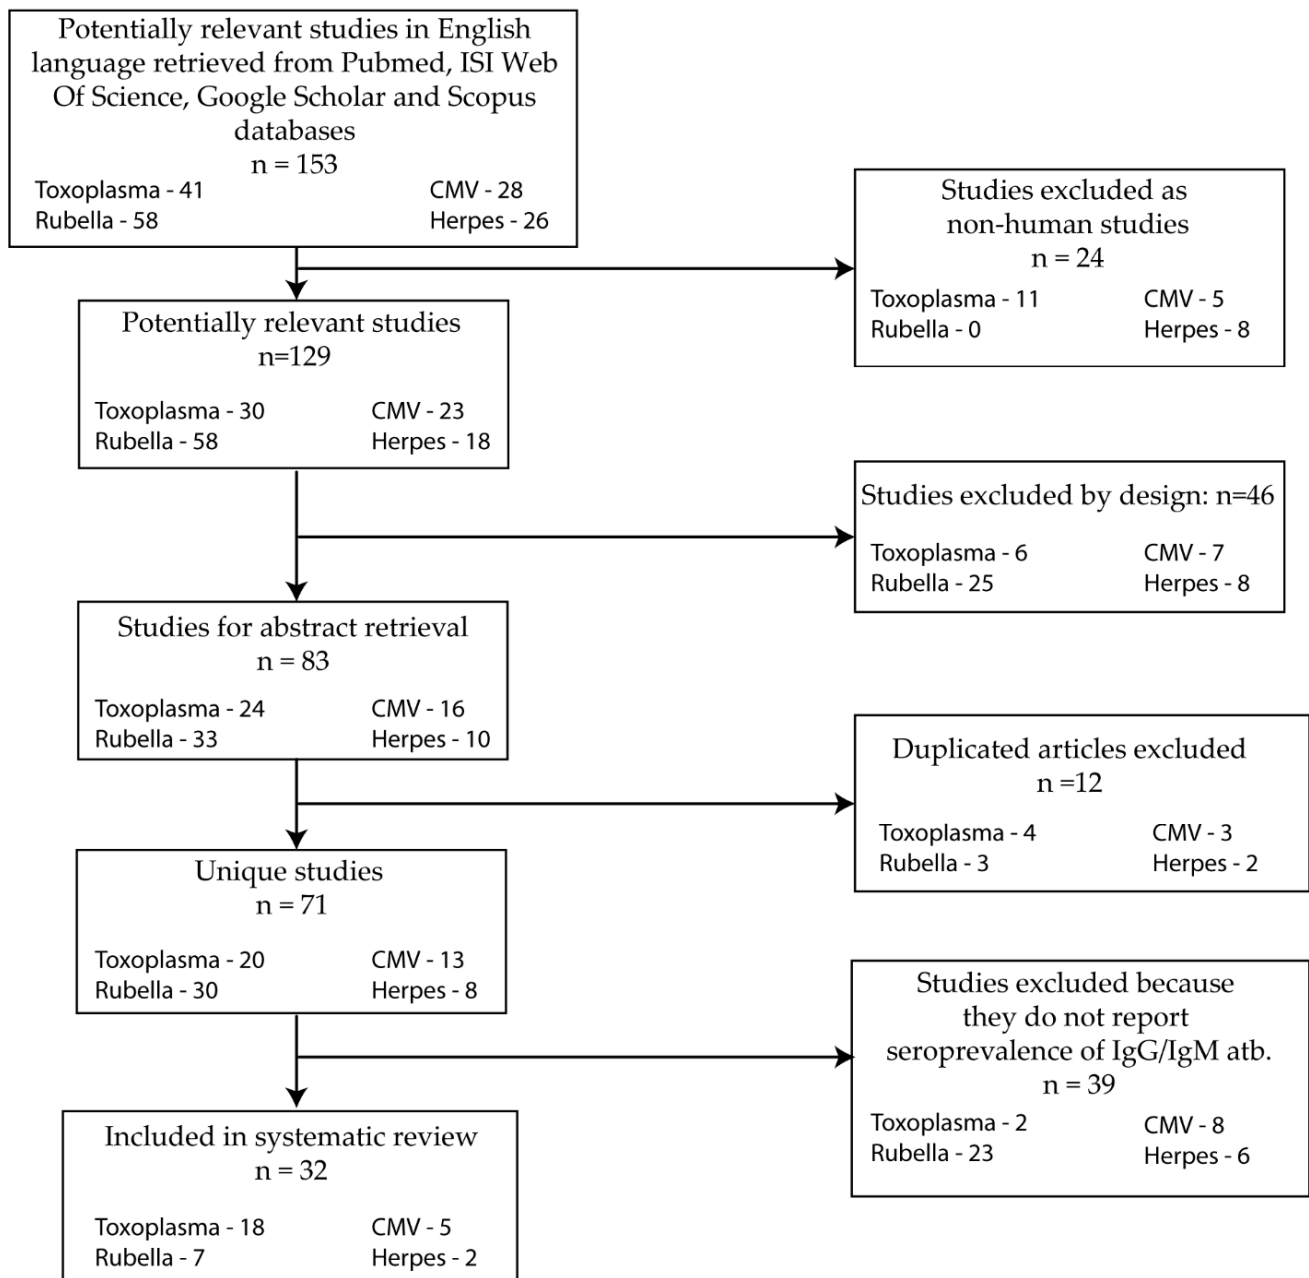 Potentially relevant studies in English
language retrieved from Pubmed, ISI Web
Of Science, Google Scholar and Scopus
databases
n = 153
Toxoplasma - 41 CMV - 28
Rubella - 58 Herpes - 26
Studies excluded as
non-human studies
n = 24
Toxoplasma - 11 CMV - 5
Rubella - 0 Herpes - 8
Potentially relevant studies
n=129
Toxoplasma - 30 CMV - 23
Rubella - 58 Herpes - 18
Studies excluded by design: n=46
Toxoplasma - 6 CMV - 7
Rubella - 25 Herpes - 8
Studies for abstract retrieval
n = 83
Toxoplasma - 24 CMV - 16
Rubella - 33 Herpes - 10
Duplicated articles excluded
n =12
Toxoplasma - 4 CMV - 3
Rubella - 3 Herpes - 2
Unique studies
n = 71
Toxoplasma - 20 CMV - 13
Rubella - 30 Herpes - 8
Studies excluded because
they do not report
seroprevalence of IgG/IgM atb.
n = 39
Toxoplasma - 2 CMV - 8
Rubella - 23 Herpes - 6
Included in systematic review
n = 32
Toxoplasma - 18 CMV - 5
Rubella - 7 Herpes - 2